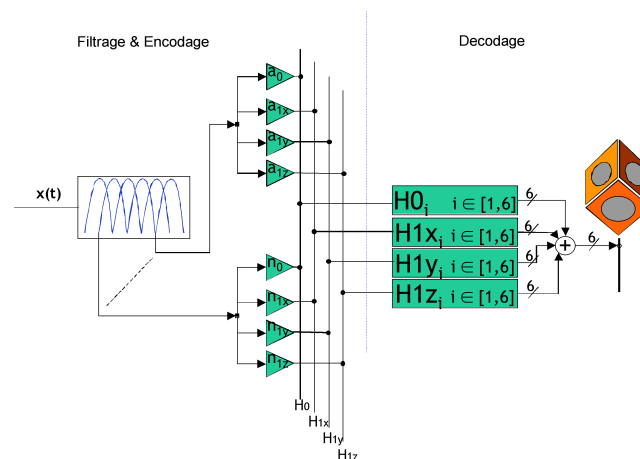 Filtrage & Encodage
Decodage
a0
a1x
a1y
a1z
x(t)
H0i i ∈ [1,6] 6
H1xi i ∈ [1,6] 6
H1yi i ∈ [1,6] 6
H1zi i ∈ [1,6] 6
+ 6
n0
n1x
n1y
n1z
H0
H1x
H1y
H1z